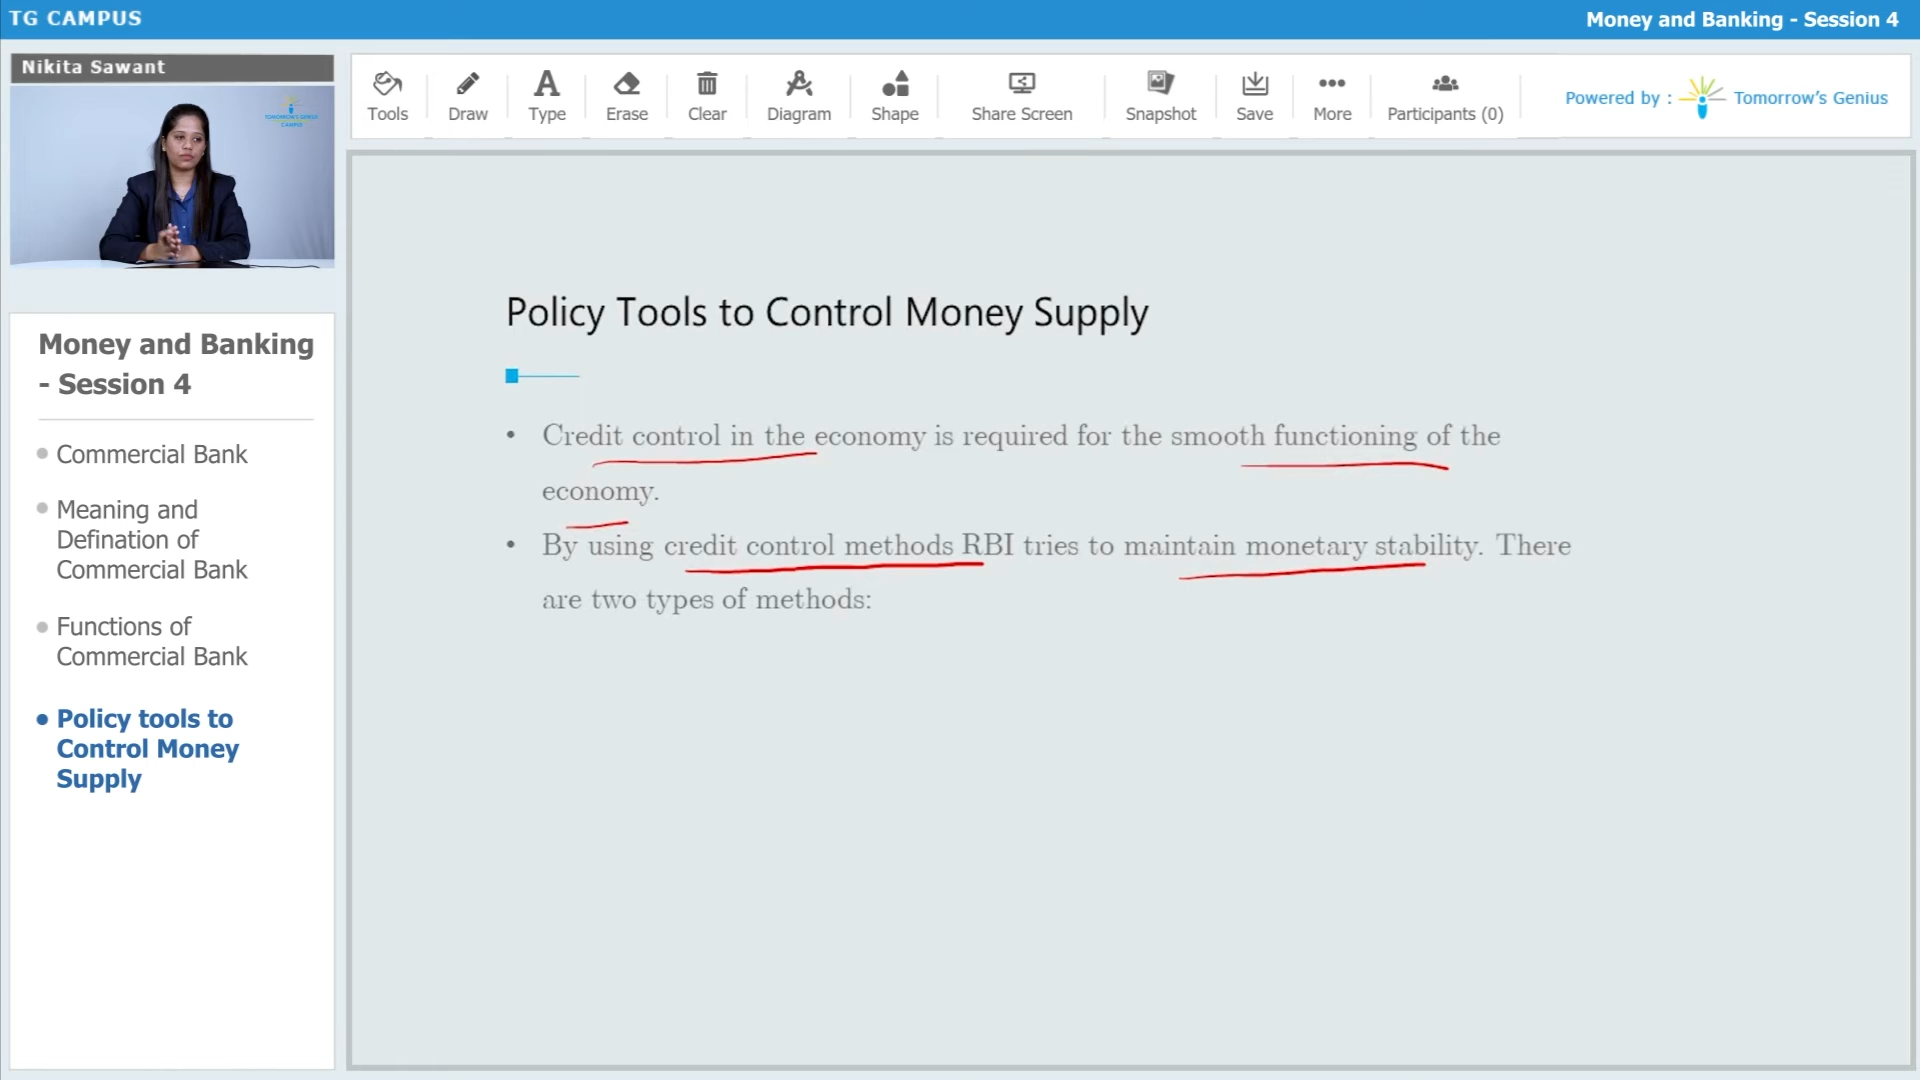 TG CAMPUS
Money and Banking - Session 4
Nikita Sawant
TOMORROW'S GENIUS
CAMPUS
Tools
Draw
Type
Erase
Clear
Diagram
Shape
Share Screen
Snapshot
Save
More
Participants (0)
Powered by :
Tomorrow's Genius
Money and Banking
- Session 4
Commercial Bank
Meaning and
Defination of
Commercial Bank
Functions of
Commercial Bank
Policy tools to
Control Money
Supply
Policy Tools to Control Money Supply
• Credit control in the economy is required for the smooth functioning of the
economy.
• By using credit control methods RBI tries to maintain monetary stability. There
are two types of methods: